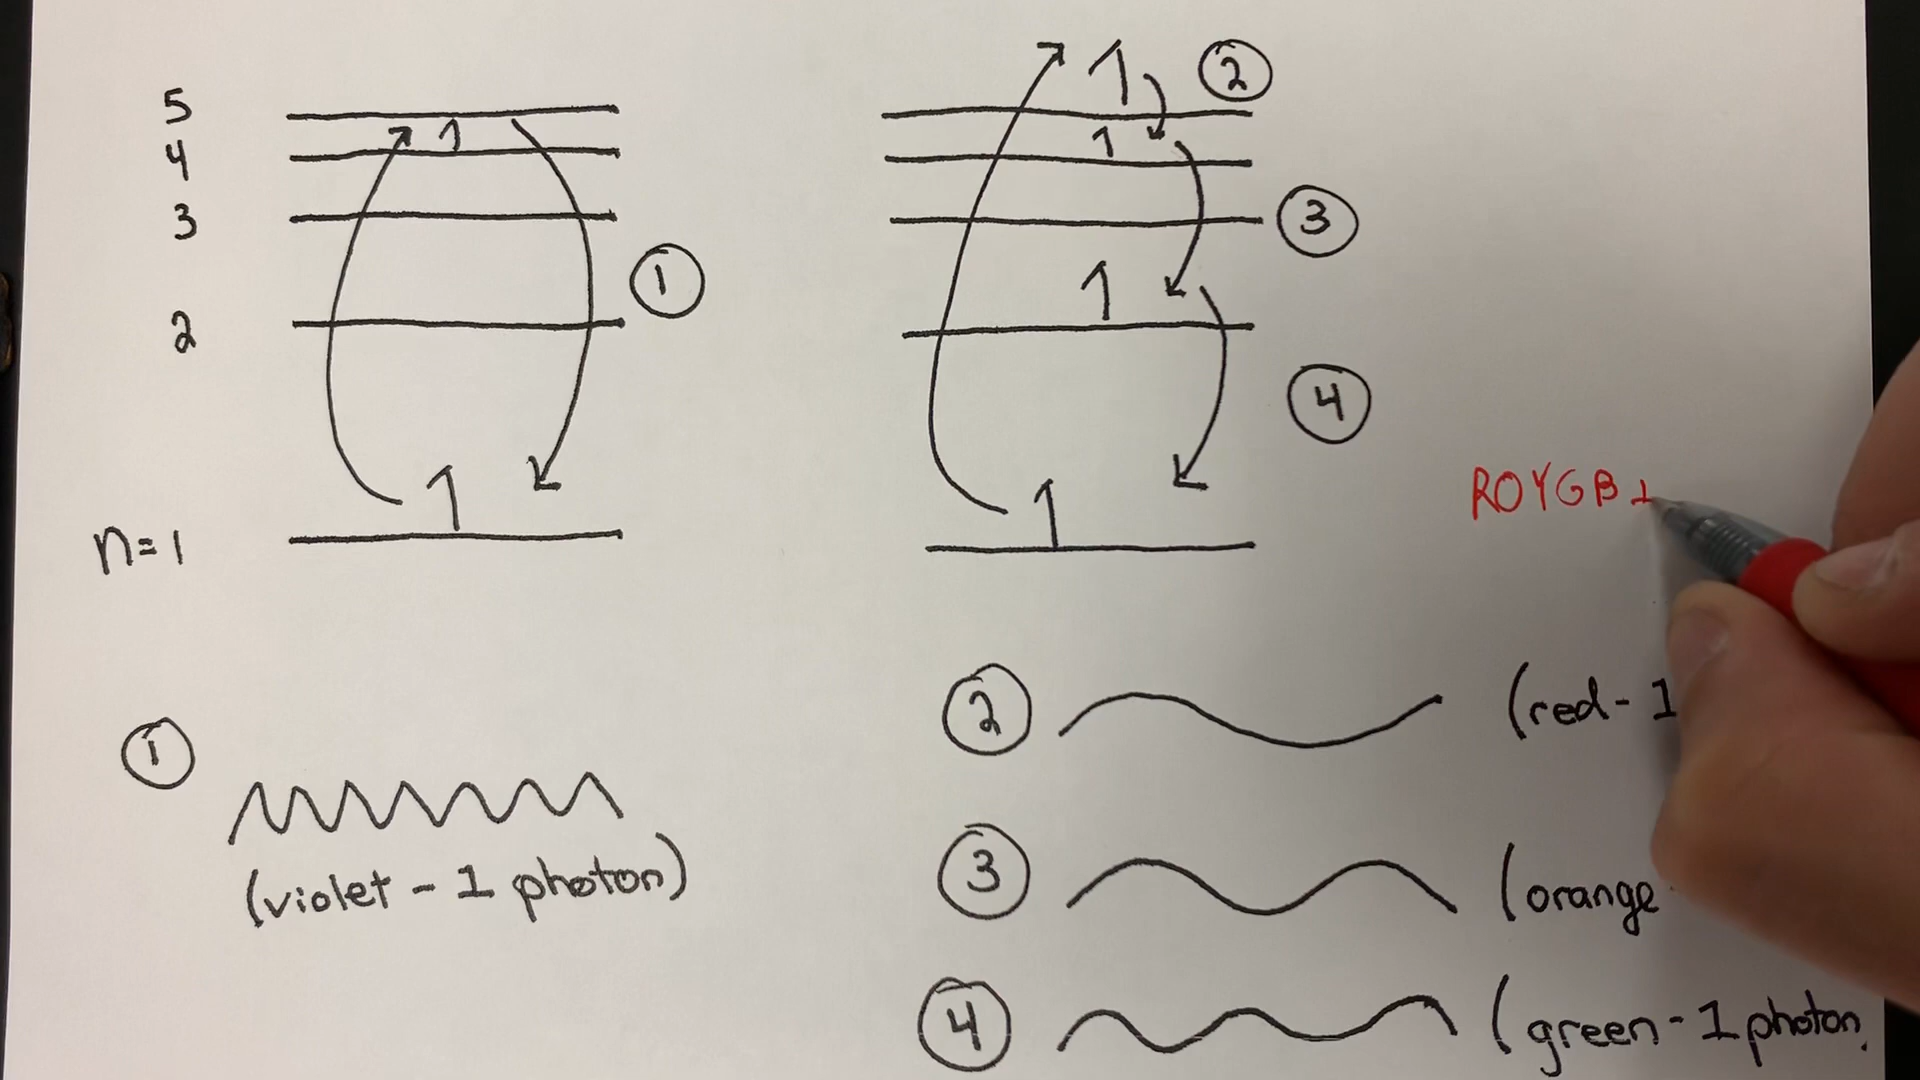 5
4
3
2
n=1
1
2
3
4
ROYGBI
1
(violet - 1 photon)
2
(red - 1
3
(orange
4
(green - 1 photon